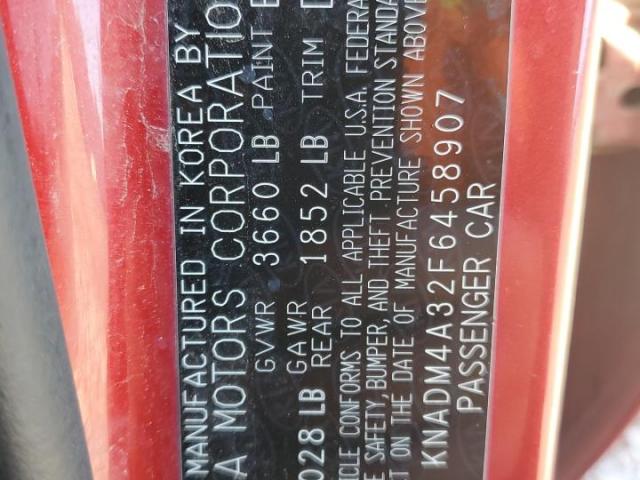 MANUFACTURED IN KOREA BY
A MOTORS CORPORATIO
GVWR 3660 LB PAINT
GAWR
028 LB REAR 1852 LB TRIM
ICLE CONFORMS TO ALL APPLICABLE U.S.A. FEDERA
E SAFETY, BUMPER, AND THEFT PREVENTION STANDA
ON THE DATE OF MANUFACTURE SHOWN ABOVE
KNADM4A32F6458907
PASSENGER CAR